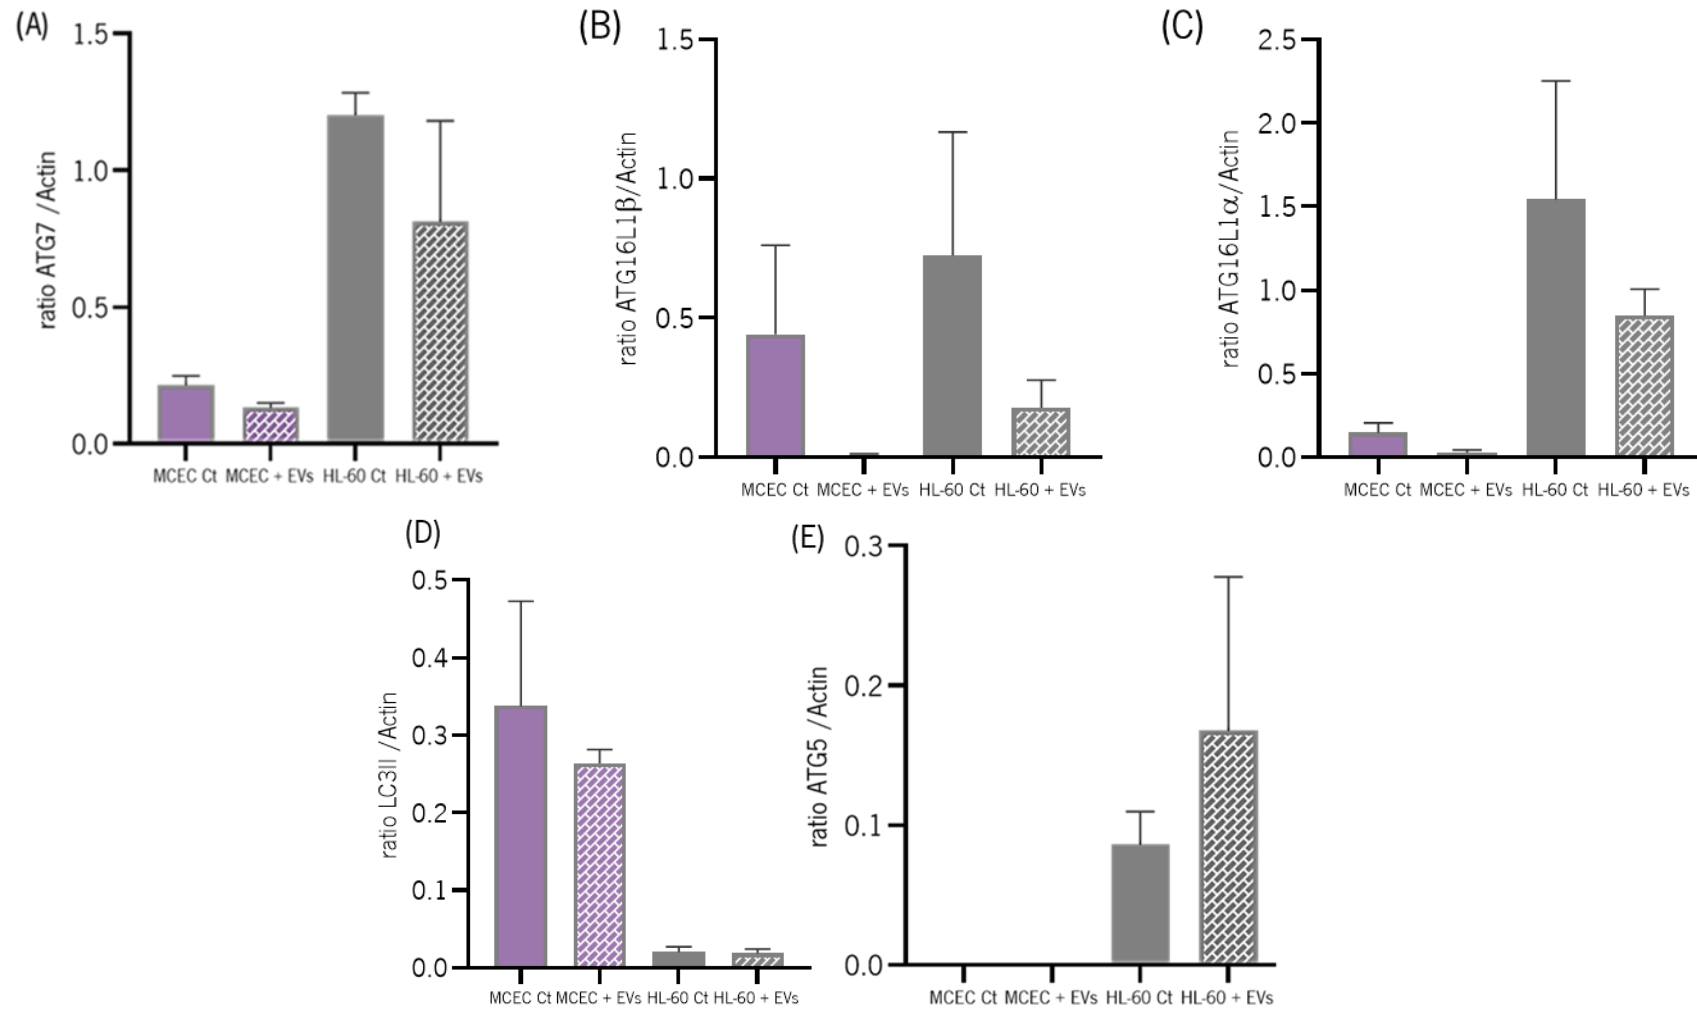 (A)
ratio ATG7 /Actin
1.5
1.0
0.5
0.0
MCEC Ct MCEC + EVs HL-60 Ct HL-60 + EVs
(B)
ratio ATG16L1β/Actin
1.5
1.0
0.5
0.0
MCEC Ct MCEC + EVs HL-60 Ct HL-60 + EVs
(C)
ratio ATG16L1α/Actin
2.5
2.0
1.5
1.0
0.5
0.0
MCEC Ct MCEC + EVs HL-60 Ct HL-60 + EVs
(D)
ratio LC3II /Actin
0.5
0.4
0.3
0.2
0.1
0.0
MCEC Ct MCEC + EVs HL-60 Ct HL-60 + EVs
(E)
ratio ATG5 /Actin
0.3
0.2
0.1
0.0
MCEC Ct MCEC + EVs HL-60 Ct HL-60 + EVs